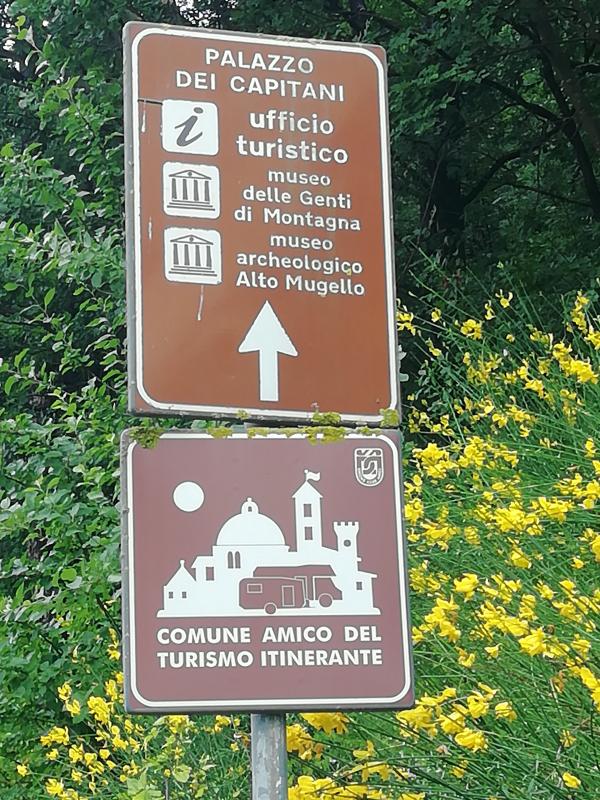 PALAZZO
DEI CAPITANI
i
ufficio
turistico
museo
delle Genti
di Montagna
museo
archeologico
Alto Mugello
COMUNE AMICO DEL
TURISMO ITINERANTE